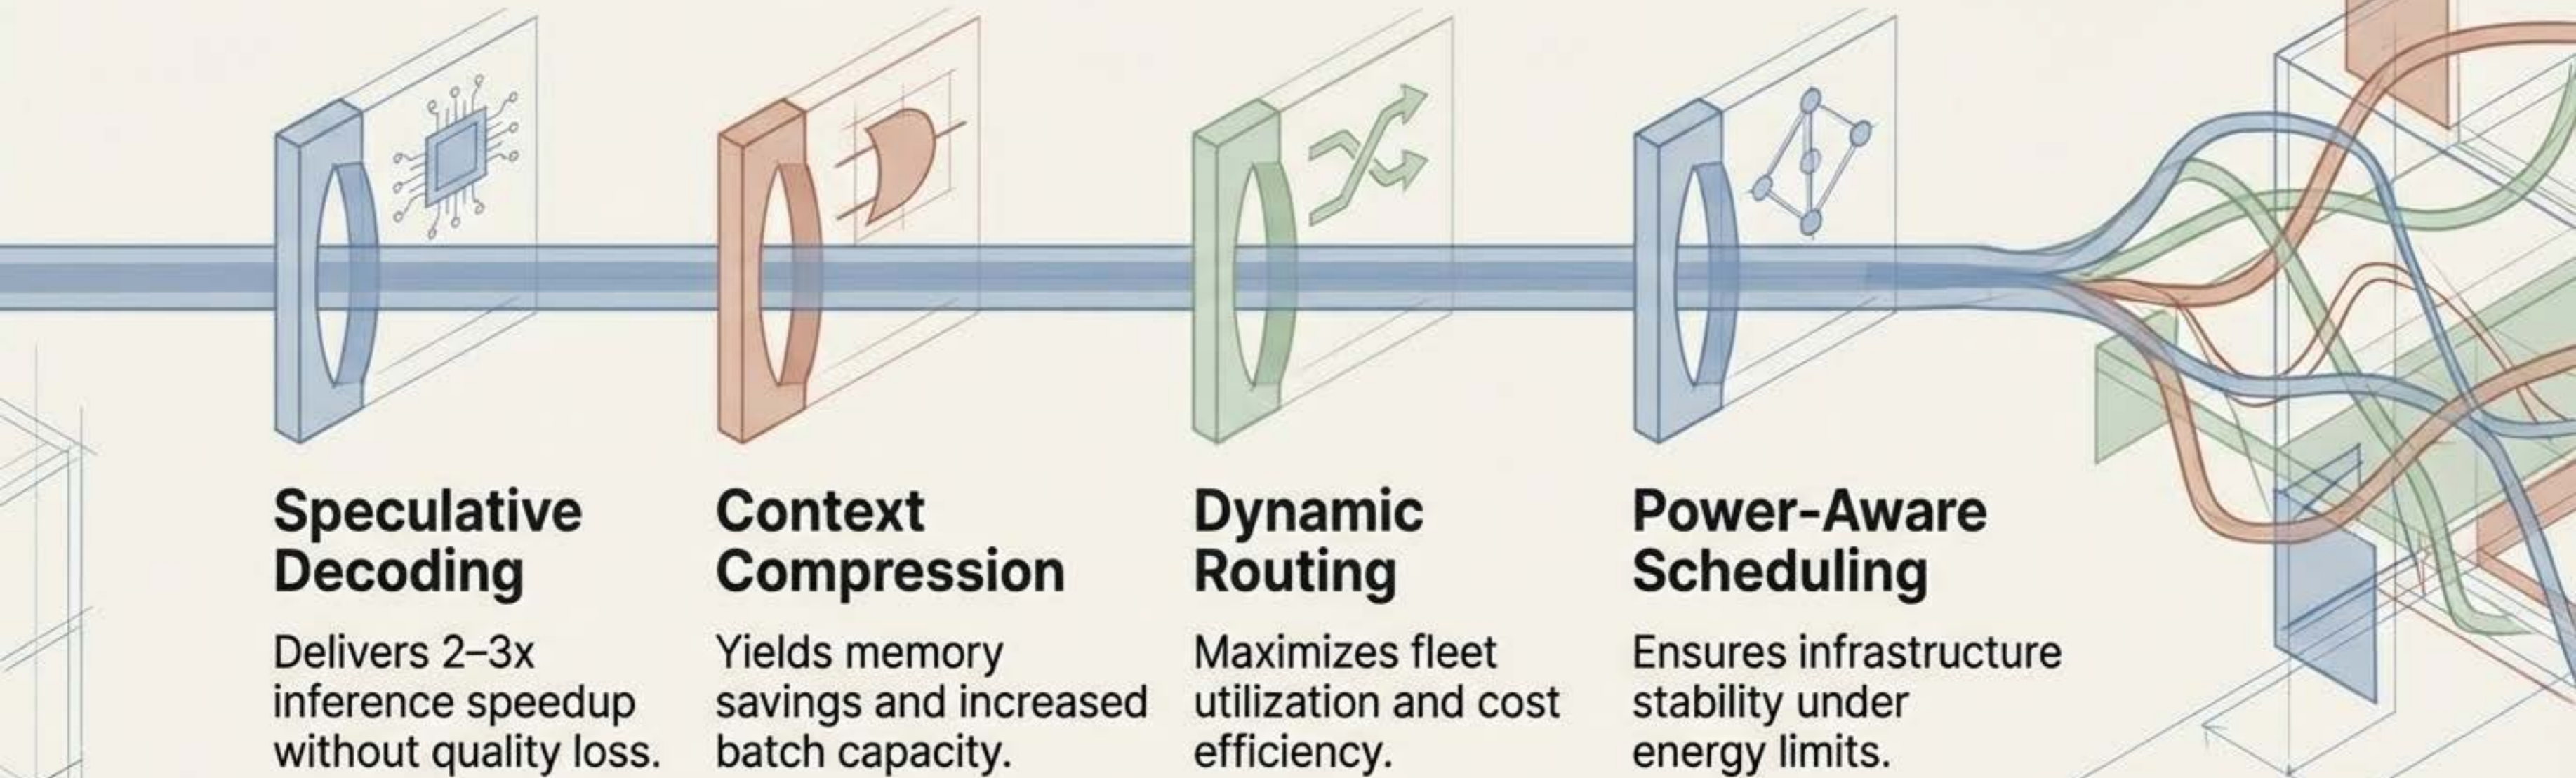 Speculative
Decoding
Delivers 2–3x
inference speedup
without quality loss.
Context
Compression
Yields memory
savings and increased
batch capacity.
Dynamic
Routing
Maximizes fleet
utilization and cost
efficiency.
Power-Aware
Scheduling
Ensures infrastructure
stability under
energy limits.